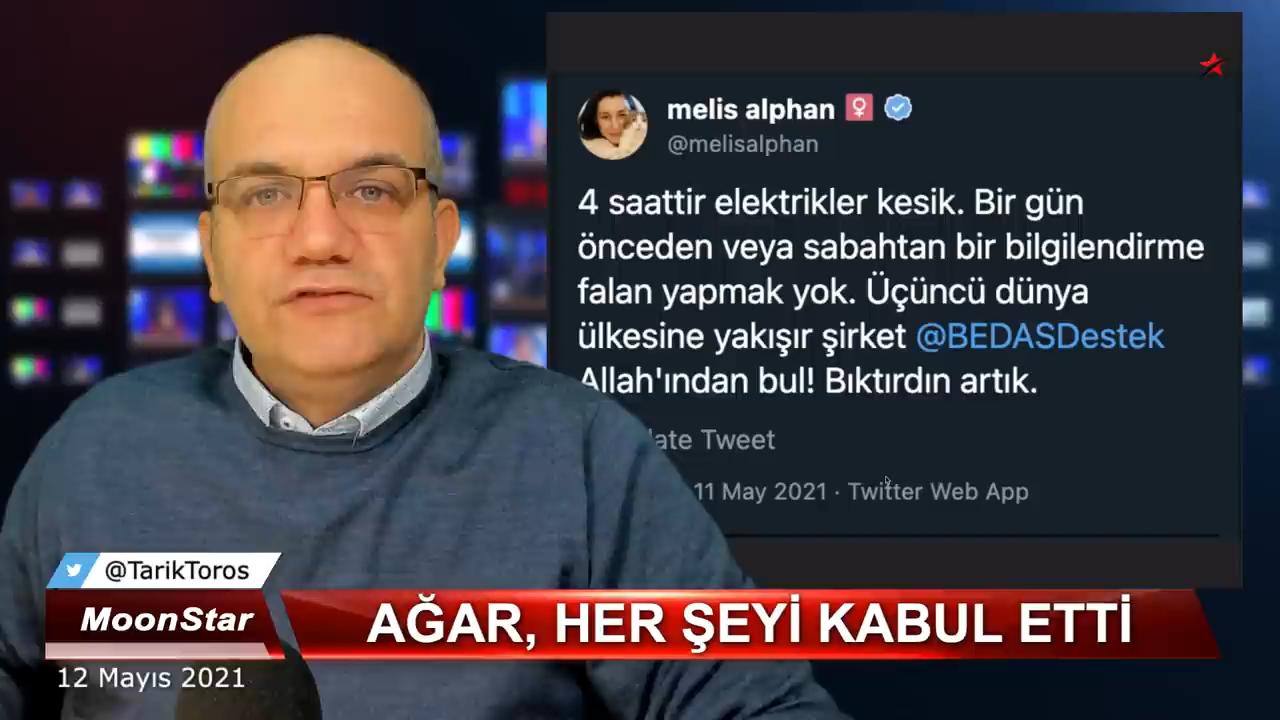 melis alphan
@melisalphan
4 saattir elektrikler kesik. Bir gün
önceden veya sabahtan bir bilgilendirme
falan yapmak yok. Üçüncü dünya
ülkesine yakışır şirket @BEDASDestek
Allah'ından bul! Bıktırdın artık.
late Tweet
11 May 2021 · Twitter Web App
@TarikToros
MoonStar
AĞAR, HER ŞEYİ KABUL ETTİ
12 Mayıs 2021